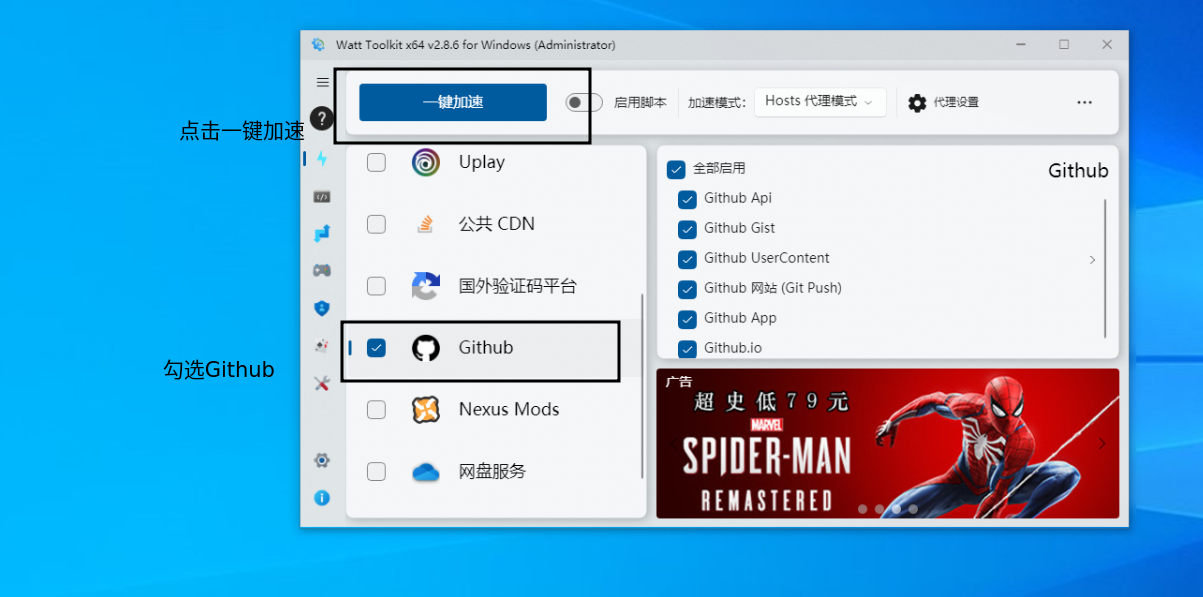 Watt Toolkit x64 v2.8.6 for Windows (Administrator)
一键加速
启用脚本
加速模式：
Hosts 代理模式
代理设置
点击一键加速
Uplay
公共 CDN
国外验证码平台
Github
Nexus Mods
网盘服务
勾选Github
全部启用
Github
Github Api
Github Gist
Github UserContent
Github 网站 (Git Push)
Github App
Github.io
广告
超史低79元
MARVEL
SPIDER-MAN
REMASTERED